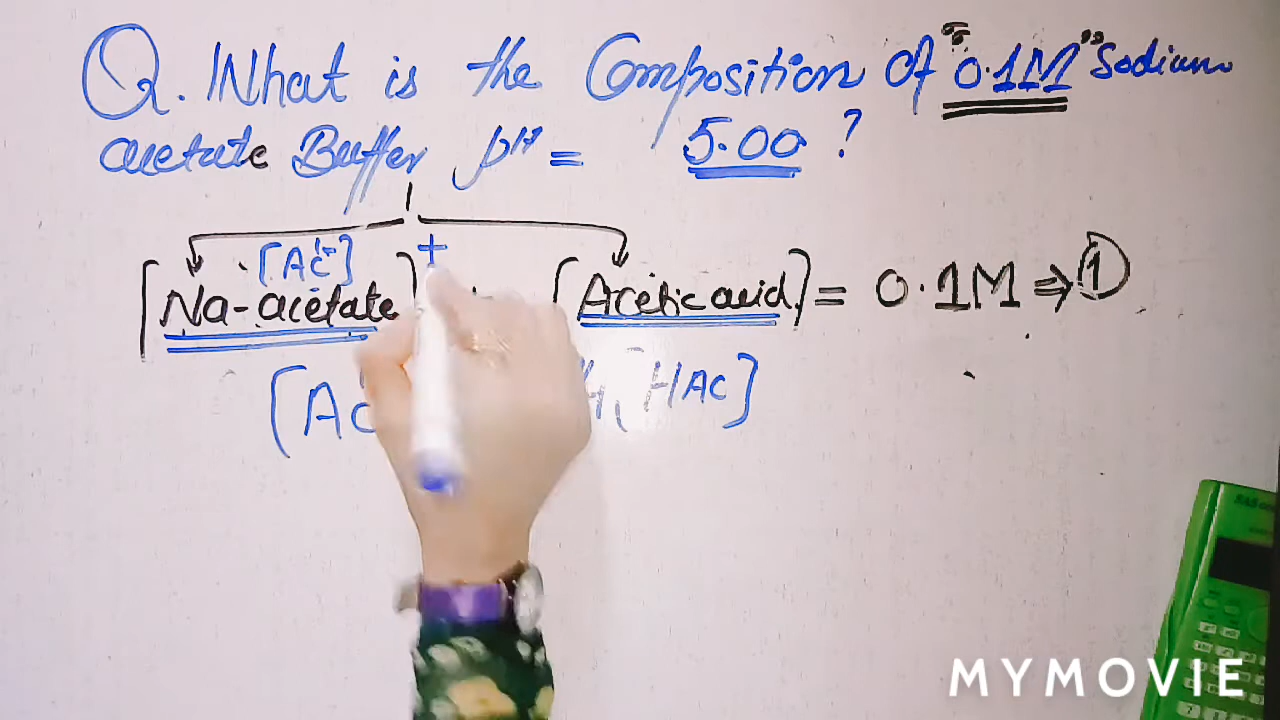 Q. What is the Composition of "0.1M" Sodium
acetate Buffer pH = 5.00 ?
[Ac⁻] +
[Na-acetate] [Acetic acid] = 0.1M ⇒ ①
[Ac HAc]
MYMOVIE